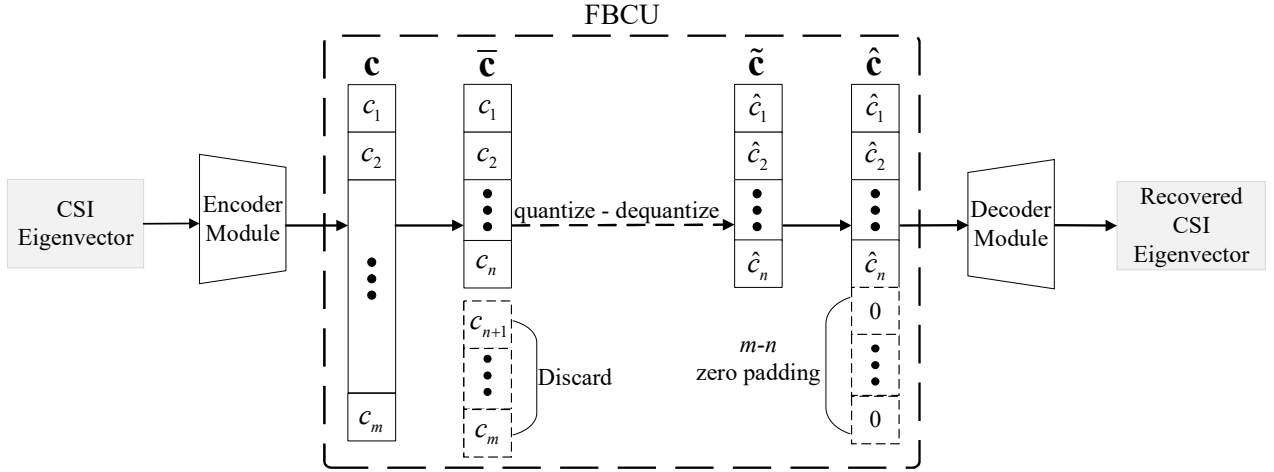 FBCU
CSI
Eigenvector
Encoder
Module
c
c₁
c₂
cₘ
c̅
c₁
c₂
cₙ
cₙ₊₁
cₘ
Discard
quantize - dequantize
c̃
ĉ₁
ĉ₂
ĉₙ
m-n
zero padding
ĉ
ĉ₁
ĉ₂
ĉₙ
0
0
Decoder
Module
Recovered
CSI
Eigenvector